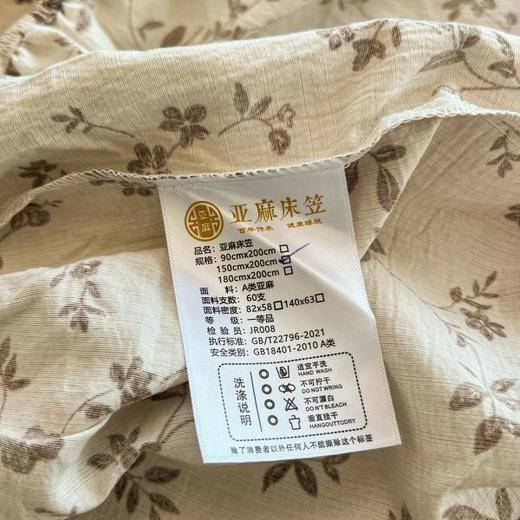 亚麻
亚麻床笠
百年传承 健康睡眠
品名：亚麻床笠
规格：90cmx200cm□
150cmx200cm☑
180cmx200cm□
面 料：A类亚麻
面料支数：60支
面料密度：82x58□140x63□
等 级：一等品
检 验 员：JR008
执行标准：GB/T22796-2021
安全类别：GB18401-2010 A类
洗涤说明
适宜手洗
HAND WASH
不可拧干
DO NOT WRING
不可漂白
DON'T BLEACH
垂直挂干
HANGOUTTODRY
除了消费者以外任何人不能撕除这个标签